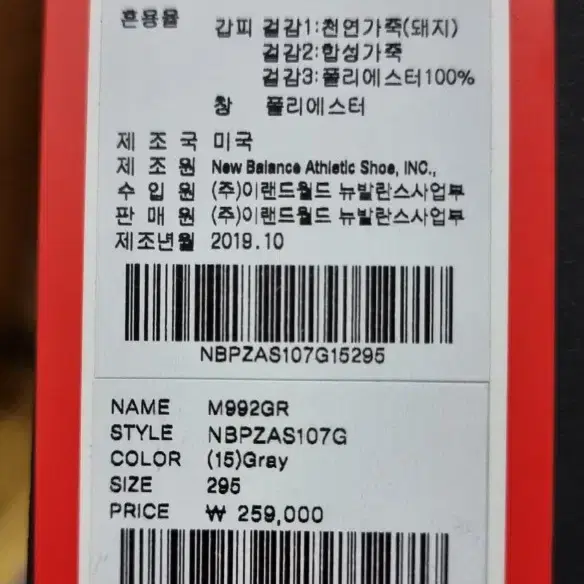 혼용율
갑피 겉감1:천연가죽(돼지)
겉감2:합성가죽
겉감3:폴리에스터100%
창 폴리에스터
제 조 국 미국
제 조 원 New Balance Athletic Shoe, INC.,
수 입 원 (주)이랜드월드 뉴발란스사업부
판 매 원 (주)이랜드월드 뉴발란스사업부
제조년월 2019.10
NBPZAS107G15295
NAME M992GR
STYLE NBPZAS107G
COLOR (15)Gray
SIZE 295
PRICE ₩ 259,000